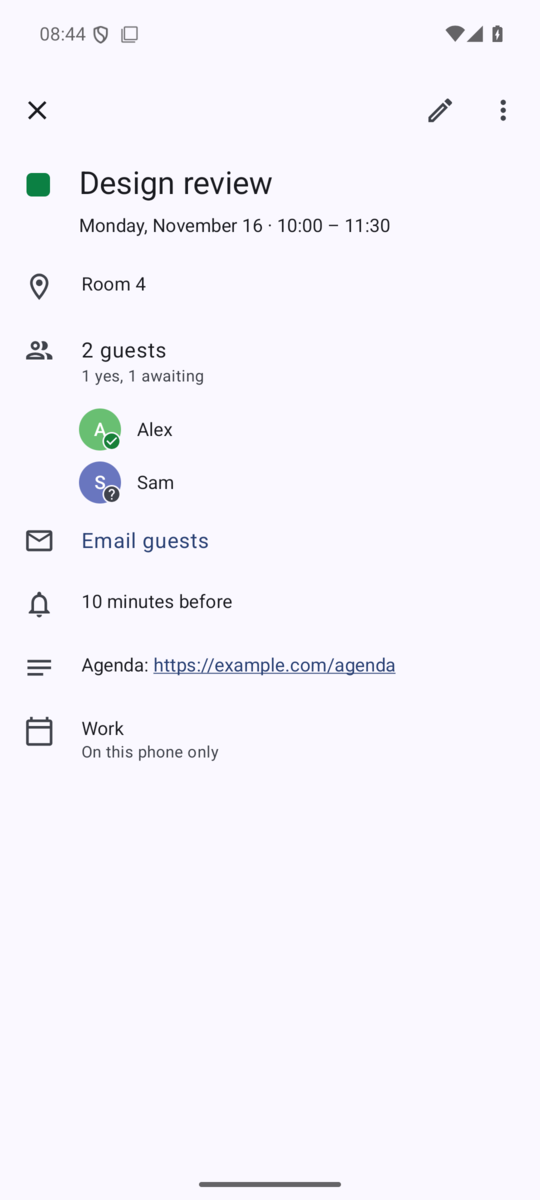 08:44
Design review
Monday, November 16 · 10:00 – 11:30
Room 4
2 guests
1 yes, 1 awaiting
A Alex
S ? Sam
Email guests
10 minutes before
Agenda: https://example.com/agenda
Work
On this phone only